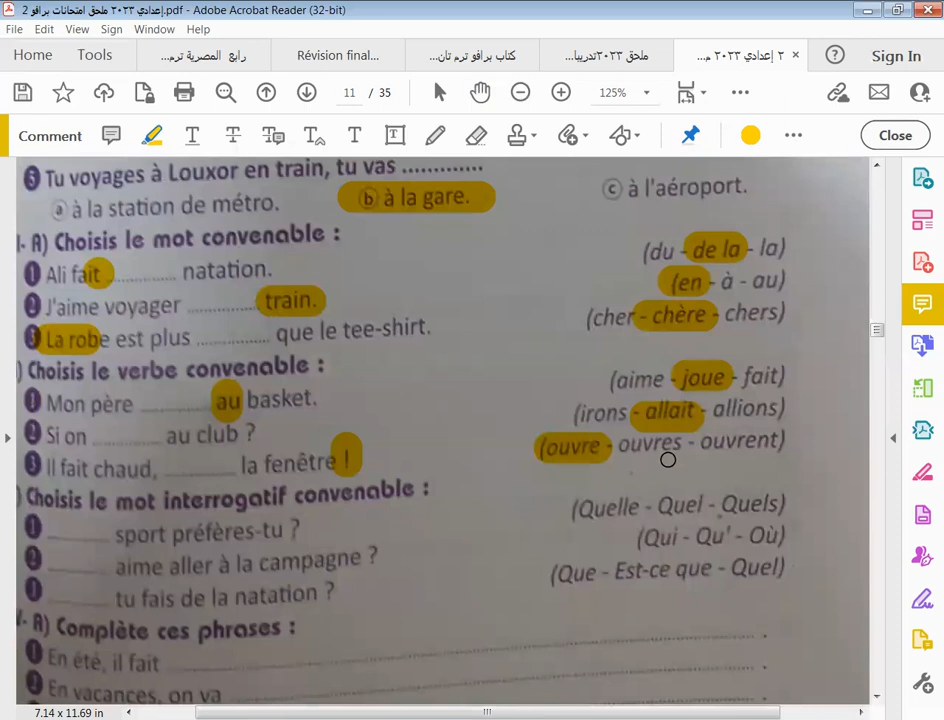 2 إعدادي ٢٠٢٣ ملحق امتحانات برافو.pdf - Adobe Acrobat Reader (32-bit)
File Edit View Sign Window Help
Home Tools رابع المصرية ترم... Révision final... كتاب برافو ترم تان... ملحق ٢٠٢٣تدريبا... ٢ إعدادي ٢٠٢٣ م... × Sign In
11 / 35 125%
Comment Close
5 Tu voyages à Louxor en train, tu vas .............
a à la station de métro. b à la gare. c à l'aéroport.
I- A) Choisis le mot convenable :
1 Ali fait ............ natation. (du - de la - la)
2 J'aime voyager ............ train. (en - à - au)
3 La robe est plus ............ que le tee-shirt. (cher - chère - chers)
) Choisis le verbe convenable :
1 Mon père ............ au basket. (aime - joue - fait)
2 Si on ............ au club ? (irons - allait - allions)
3 Il fait chaud, ............ la fenêtre ! (ouvre - ouvres - ouvrent)
) Choisis le mot interrogatif convenable :
1 ______ sport préfères-tu ? (Quelle - Quel - Quels)
2 ______ aime aller à la campagne ? (Qui - Qu' - Où)
______ tu fais de la natation ? (Que - Est-ce que - Quel)
V- A) Complète ces phrases :
1 En été, il fait ............
2 En vacances, on va ............
7.14 x 11.69 in